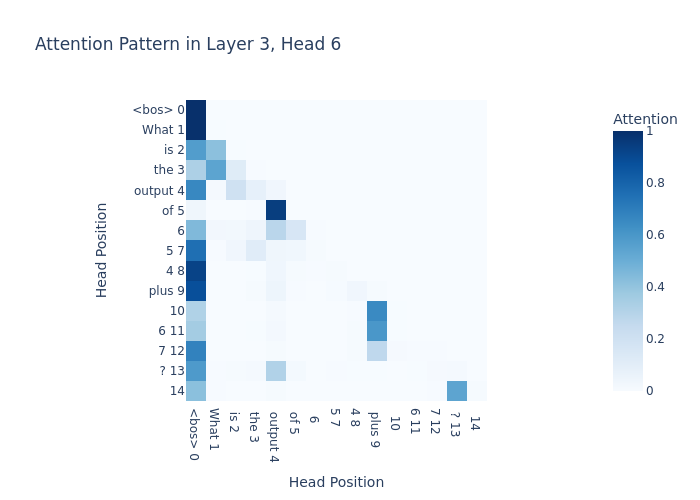 Attention Pattern in Layer 3, Head 6
Attention
<bos> 0
What 1
is 2
the 3
output 4
of 5
6
5 7
4 8
plus 9
10
6 11
7 12
? 13
14
Head Position
1
0.8
0.6
0.4
0.2
0
<bos> 0
What 1
is 2
the 3
output 4
of 5
6
5 7
4 8
plus 9
10
6 11
7 12
? 13
14
Head Position